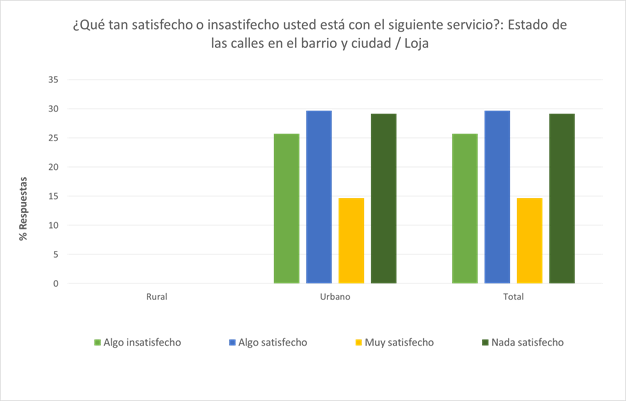 ¿Qué tan satisfecho o insastifecho usted está con el siguiente servicio?: Estado de
las calles en el barrio y ciudad / Loja
35
30
25
20
15
10
5
0
% Respuestas
Rural Urbano Total
Algo insatisfecho Algo satisfecho Muy satisfecho Nada satisfecho